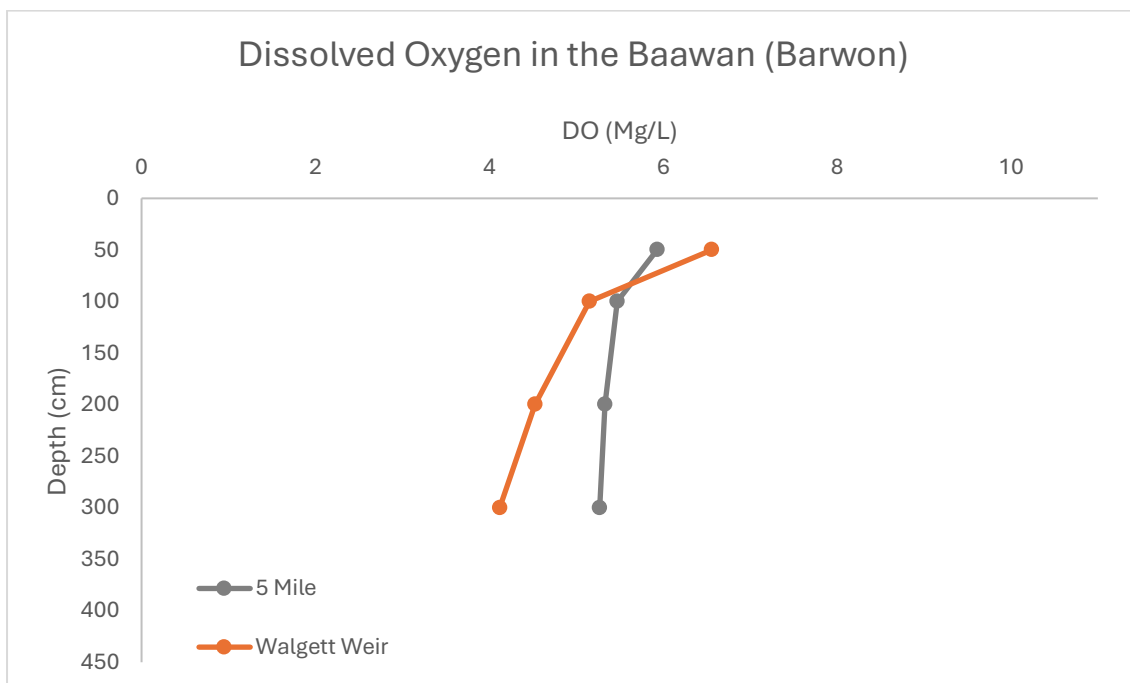 Dissolved Oxygen in the Baawan (Barwon)
DO (Mg/L)
0 2 4 6 8 10
0
50
100
150
200
250
300
350
400
450
Depth (cm)
5 Mile
Walgett Weir